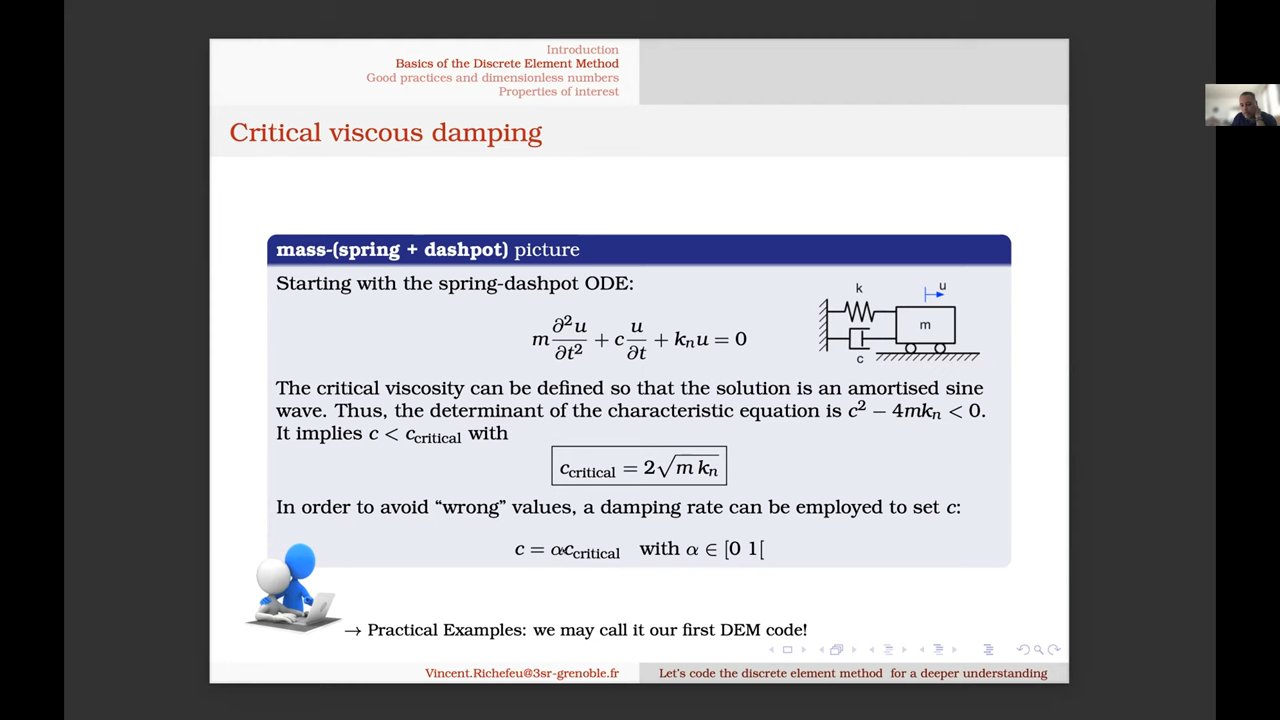 Introduction
Basics of the Discrete Element Method
Good practices and dimensionless numbers
Properties of interest
Critical viscous damping
mass-(spring + dashpot) picture
Starting with the spring-dashpot ODE:
m ∂²u/∂t² + c u/∂t + kₙu = 0
k
u
m
c
The critical viscosity can be defined so that the solution is an amortised sine
wave. Thus, the determinant of the characteristic equation is c² − 4mkₙ < 0.
It implies c < c_critical with
c_critical = 2√(m kₙ)
In order to avoid “wrong” values, a damping rate can be employed to set c:
c = αc_critical with α ∈ [0 1[
→ Practical Examples: we may call it our first DEM code!
Vincent.Richefeu@3sr-grenoble.fr
Let’s code the discrete element method for a deeper understanding